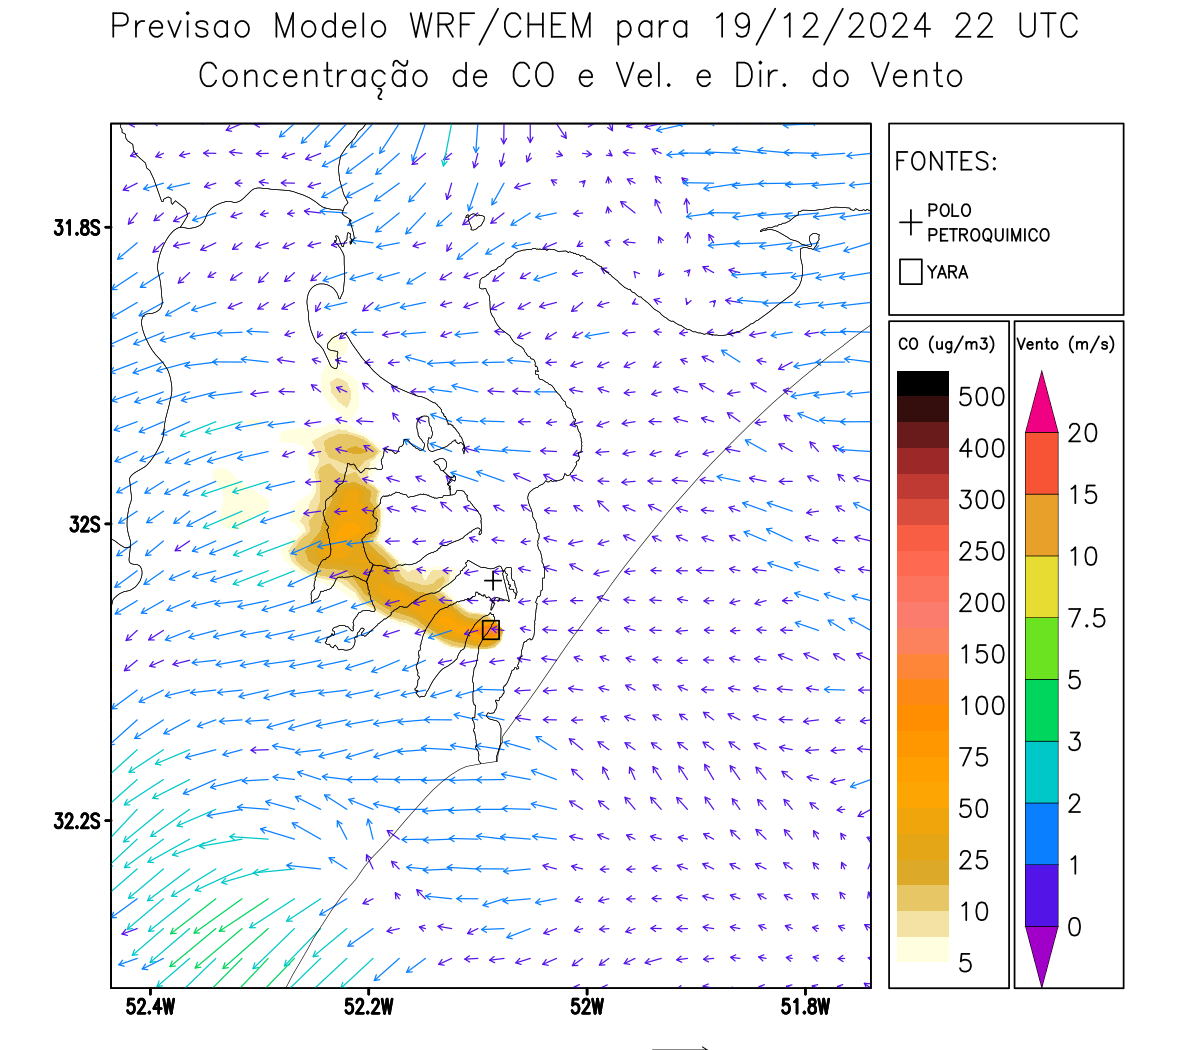 Previsao Modelo WRF/CHEM para 19/12/2024 22 UTC
Concentração de CO e Vel. e Dir. do Vento
FONTES:
POLO
PETROQUIMICO
YARA
CO (ug/m3)
500
400
300
250
200
150
100
75
50
25
10
5
Vento (m/s)
20
15
10
7.5
5
3
2
1
0
31.8S
32S
32.2S
52.4W
52.2W
52W
51.8W